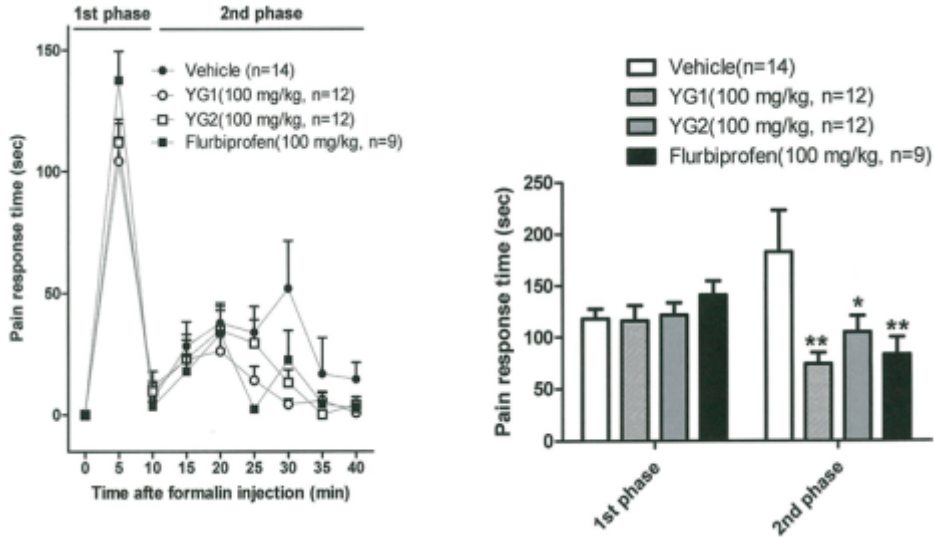 1st phase 2nd phase
Pain response time (sec)
150
100
50
0
Vehicle (n=14)
YG1(100 mg/kg, n=12)
YG2(100 mg/kg, n=12)
Flurbiprofen(100 mg/kg, n=9)
0 5 10 15 20 25 30 35 40
Time afte formalin injection (min)
Vehicle(n=14)
YG1(100 mg/kg, n=12)
YG2(100 mg/kg, n=12)
Flurbiprofen(100 mg/kg, n=9)
Pain response time (sec)
250
200
150
100
50
0
** * **
1st phase 2nd phase